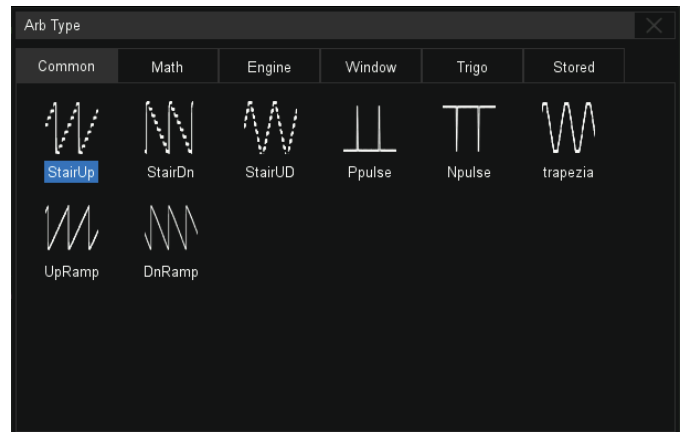 Arb Type
Common Math Engine Window Trigo Stored
StairUp StairDn StairUD Ppulse Npulse trapezia
UpRamp DnRamp